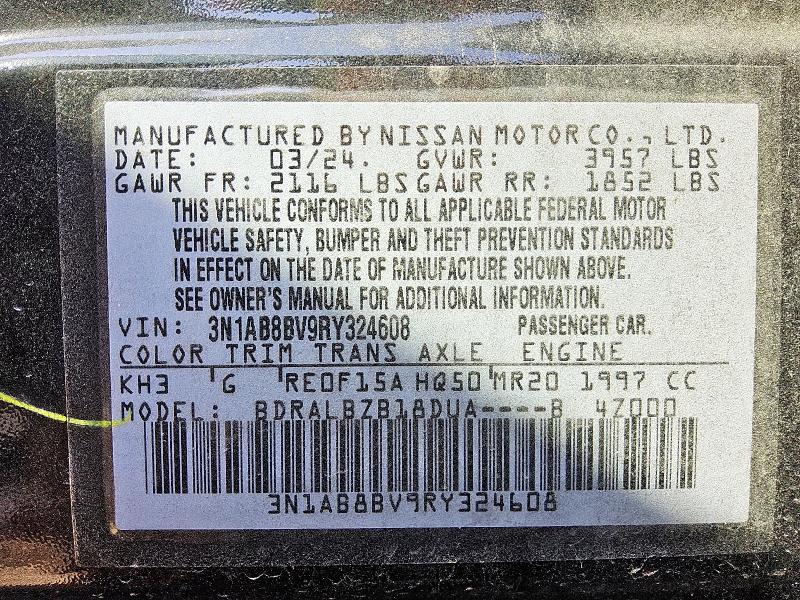 MANUFACTURED BY NISSAN MOTOR CO., LTD.
DATE: 03/24. GVWR: 3957 LBS
GAWR FR: 2116 LBS GAWR RR: 1852 LBS
THIS VEHICLE CONFORMS TO ALL APPLICABLE FEDERAL MOTOR
VEHICLE SAFETY, BUMPER AND THEFT PREVENTION STANDARDS
IN EFFECT ON THE DATE OF MANUFACTURE SHOWN ABOVE.
SEE OWNER'S MANUAL FOR ADDITIONAL INFORMATION.
VIN: 3N1AB8BV9RY324608 PASSENGER CAR.
COLOR TRIM TRANS AXLE ENGINE
KH3 G RE0F15A HQ50 MR20 1997 CC
MODEL: BDRALBZB18DUA----B 4Z000
3N1AB8BV9RY324608